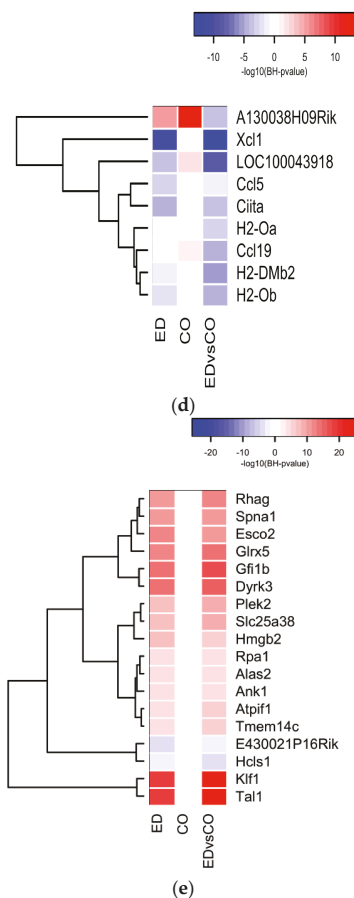 -10 -5 0 5 10
-log10(BH-pvalue)
A130038H09Rik
Xcl1
LOC100043918
Ccl5
Ciita
H2-Oa
Ccl19
H2-DMb2
H2-Ob
ED CO EDvsCO
(d)
-20 -10 0 10 20
-log10(BH-pvalue)
Rhag
Spna1
Esco2
Glrx5
Gfi1b
Dyrk3
Plek2
Slc25a38
Hmgb2
Rpa1
Alas2
Ank1
Atpif1
Tmem14c
E430021P16Rik
Hcls1
Klf1
Tal1
ED CO EDvsCO
(e)